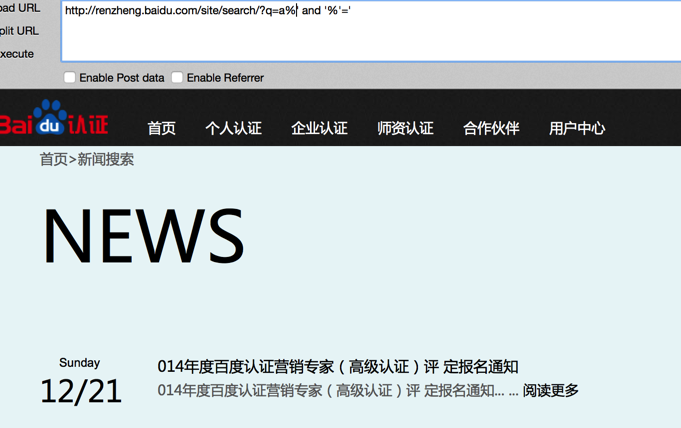 oad URL
http://renzheng.baidu.com/site/search/?q=a%' and '%'='
plit URL
xecute
Enable Post data Enable Referrer
Bai du 认证 首页 个人认证 企业认证 师资认证 合作伙伴 用户中心
首页>新闻搜索
NEWS
Sunday
12/21
014年度百度认证营销专家（高级认证）评 定报名通知
014年度百度认证营销专家（高级认证）评 定报名通知... ... 阅读更多